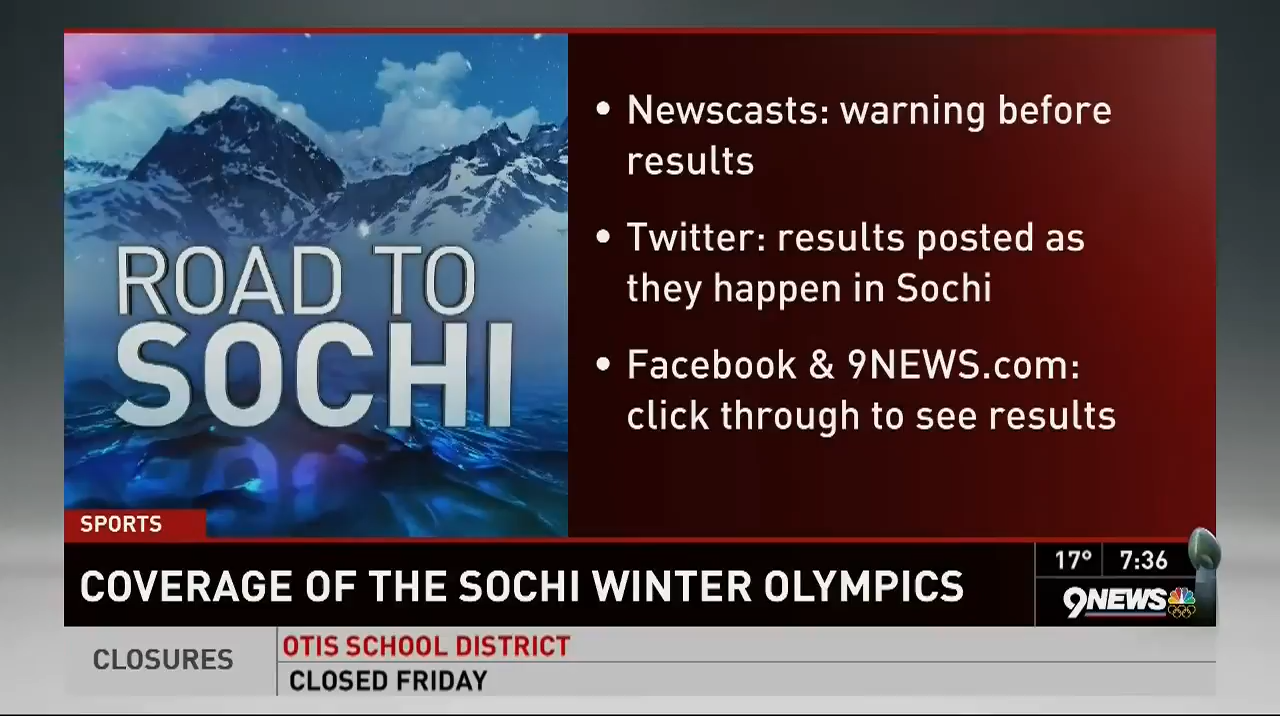 ROAD TO
SOCHI
• Newscasts: warning before
results
• Twitter: results posted as
they happen in Sochi
• Facebook & 9NEWS.com:
click through to see results
SPORTS
COVERAGE OF THE SOCHI WINTER OLYMPICS
17° 7:36
9NEWS
CLOSURES
OTIS SCHOOL DISTRICT
CLOSED FRIDAY